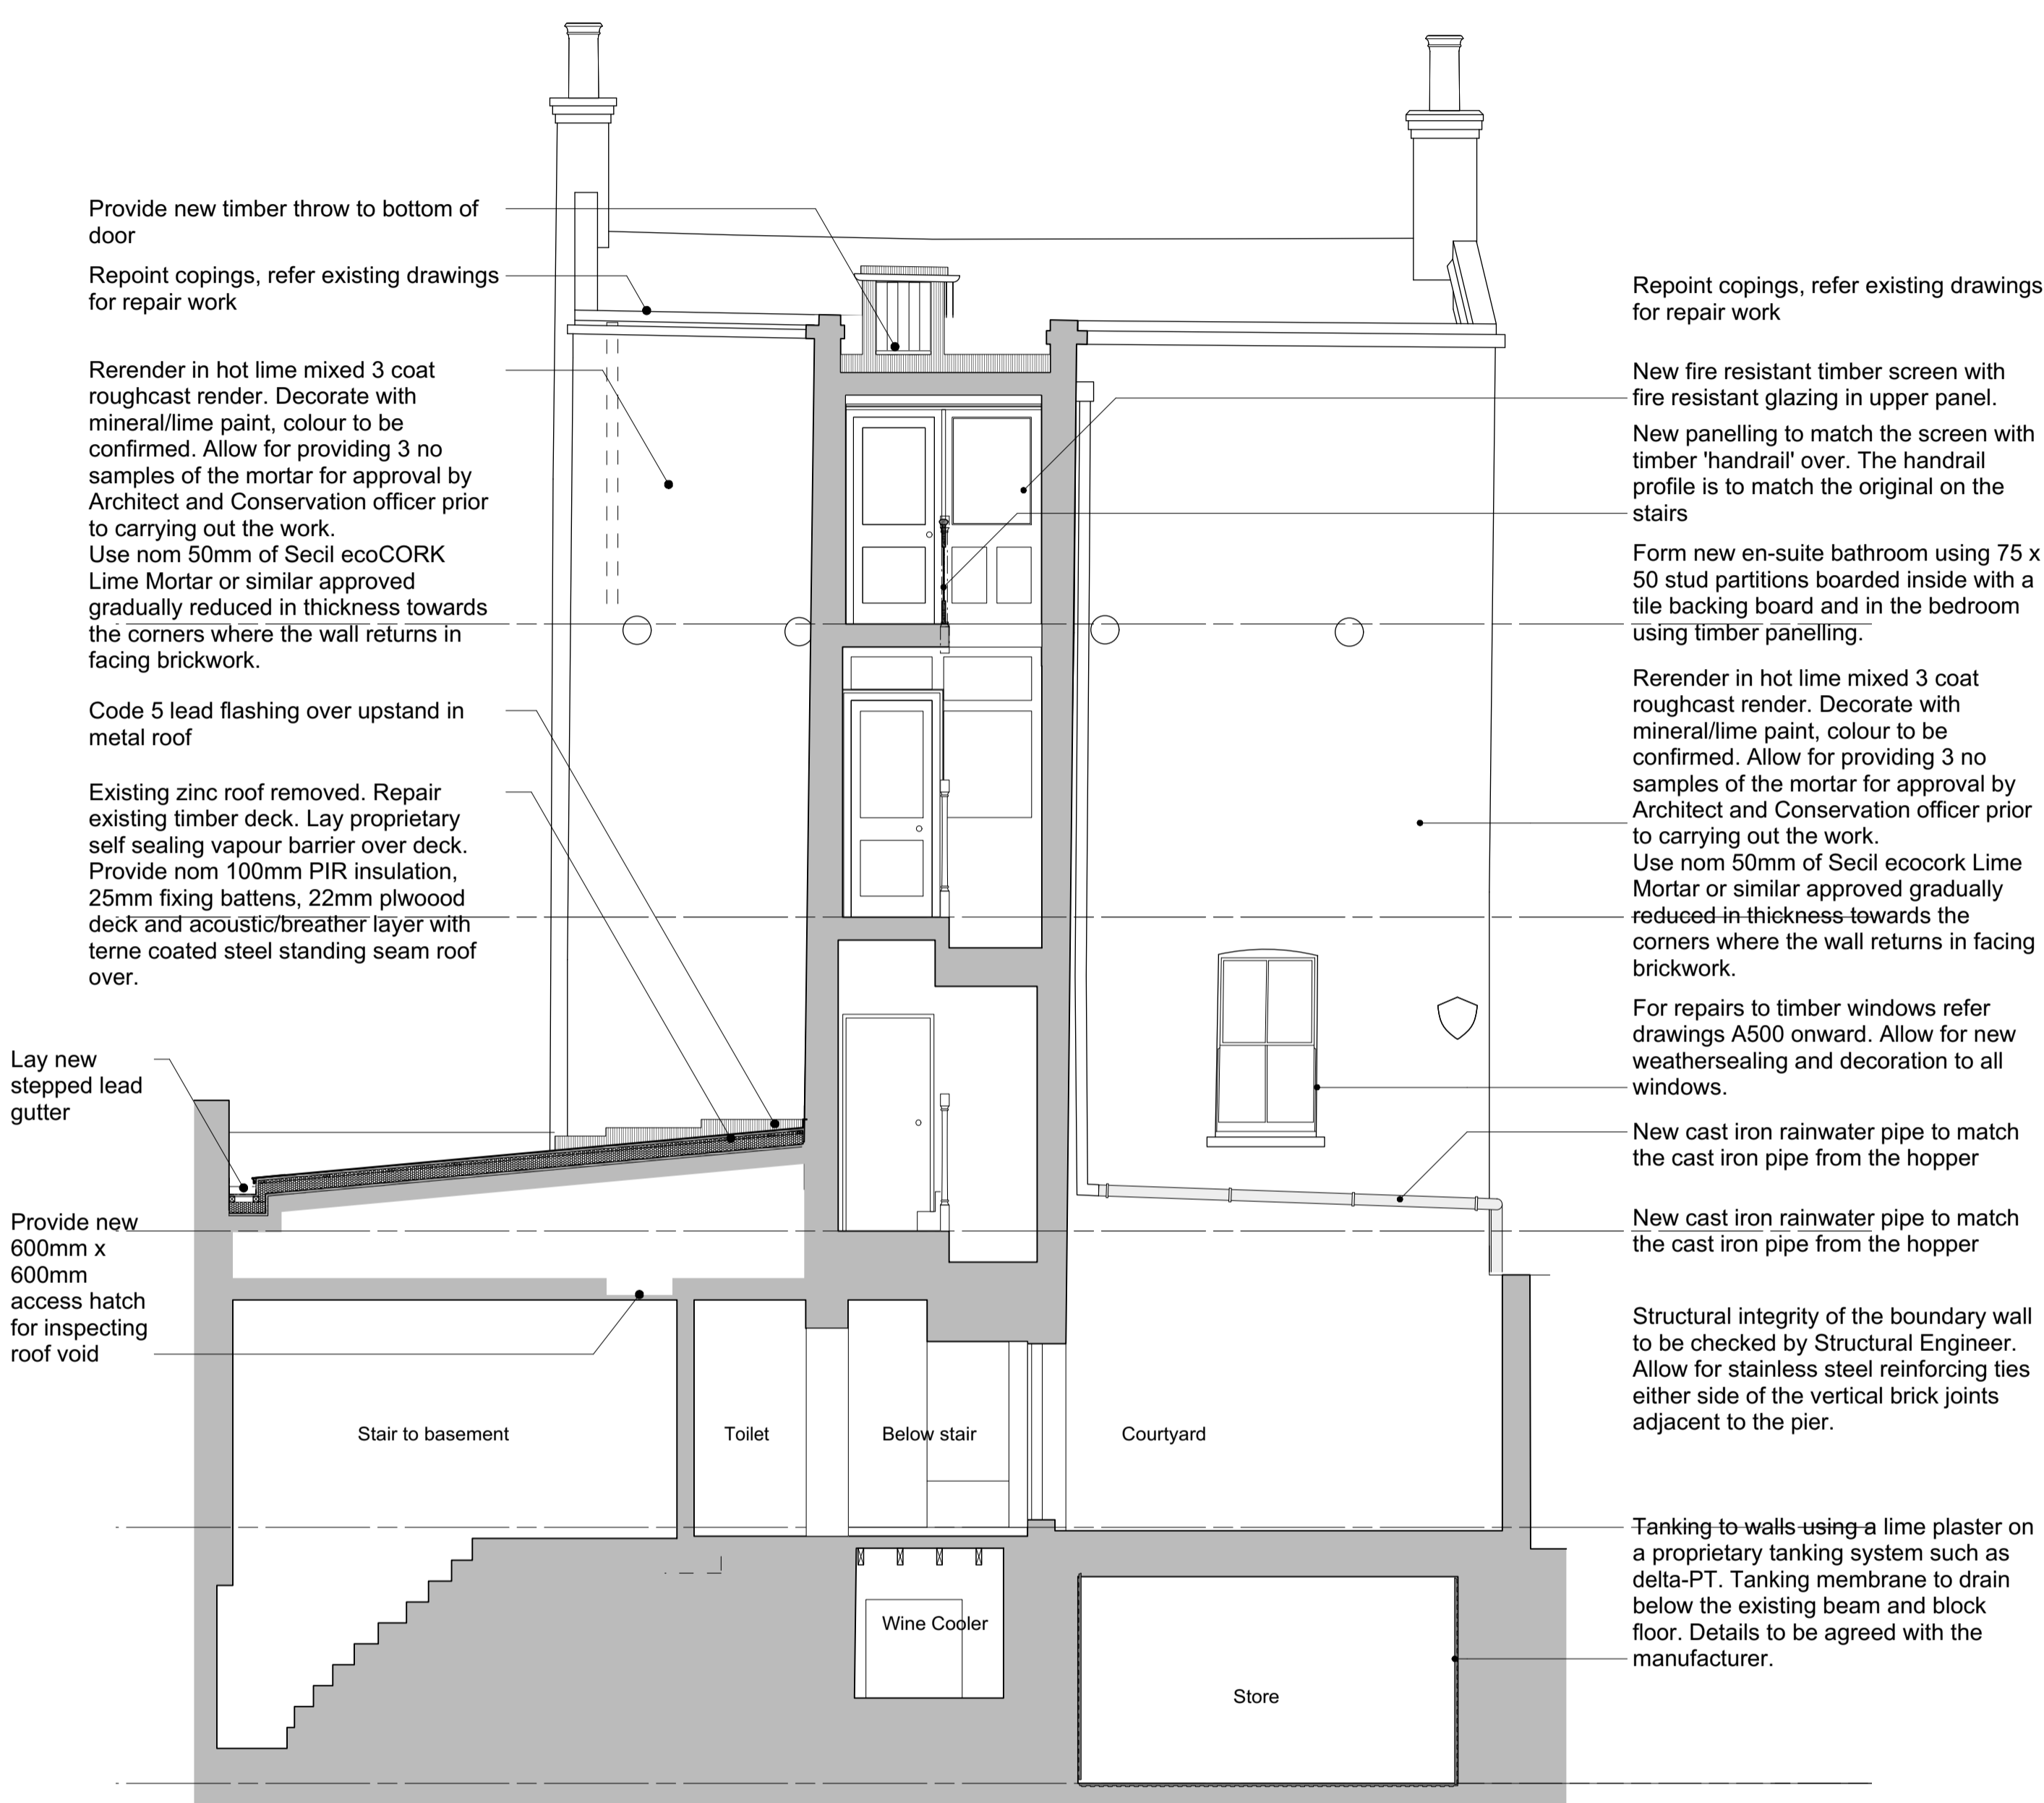 Provide new timber throw to bottom of
door
Repoint copings, refer existing drawings
for repair work
Rerender in hot lime mixed 3 coat
roughcast render. Decorate with
mineral/lime paint, colour to be
confirmed. Allow for providing 3 no
samples of the mortar for approval by
Architect and Conservation officer prior
to carrying out the work.
Use nom 50mm of Secil ecoCORK
Lime Mortar or similar approved
gradually reduced in thickness towards
the corners where the wall returns in
facing brickwork.
Code 5 lead flashing over upstand in
metal roof
Existing zinc roof removed. Repair
existing timber deck. Lay proprietary
self sealing vapour barrier over deck.
Provide nom 100mm PIR insulation,
25mm fixing battens, 22mm plwoood
deck and acoustic/breather layer with
terne coated steel standing seam roof
over.
Lay new
stepped lead
gutter
Provide new
600mm x
600mm
access hatch
for inspecting
roof void
Stair to basement
Toilet
Below stair
Courtyard
Wine Cooler
Store
Repoint copings, refer existing drawings
for repair work
New fire resistant timber screen with
fire resistant glazing in upper panel.
New panelling to match the screen with
timber 'handrail' over. The handrail
profile is to match the original on the
stairs
Form new en-suite bathroom using 75 x
50 stud partitions boarded inside with a
tile backing board and in the bedroom
using timber panelling.
Rerender in hot lime mixed 3 coat
roughcast render. Decorate with
mineral/lime paint, colour to be
confirmed. Allow for providing 3 no
samples of the mortar for approval by
Architect and Conservation officer prior
to carrying out the work.
Use nom 50mm of Secil ecocork Lime
Mortar or similar approved gradually
reduced in thickness towards the
corners where the wall returns in facing
brickwork.
For repairs to timber windows refer
drawings A500 onward. Allow for new
weathersealing and decoration to all
windows.
New cast iron rainwater pipe to match
the cast iron pipe from the hopper
New cast iron rainwater pipe to match
the cast iron pipe from the hopper
Structural integrity of the boundary wall
to be checked by Structural Engineer.
Allow for stainless steel reinforcing ties
either side of the vertical brick joints
adjacent to the pier.
Tanking to walls using a lime plaster on
a proprietary tanking system such as
delta-PT. Tanking membrane to drain
below the existing beam and block
floor. Details to be agreed with the
manufacturer.